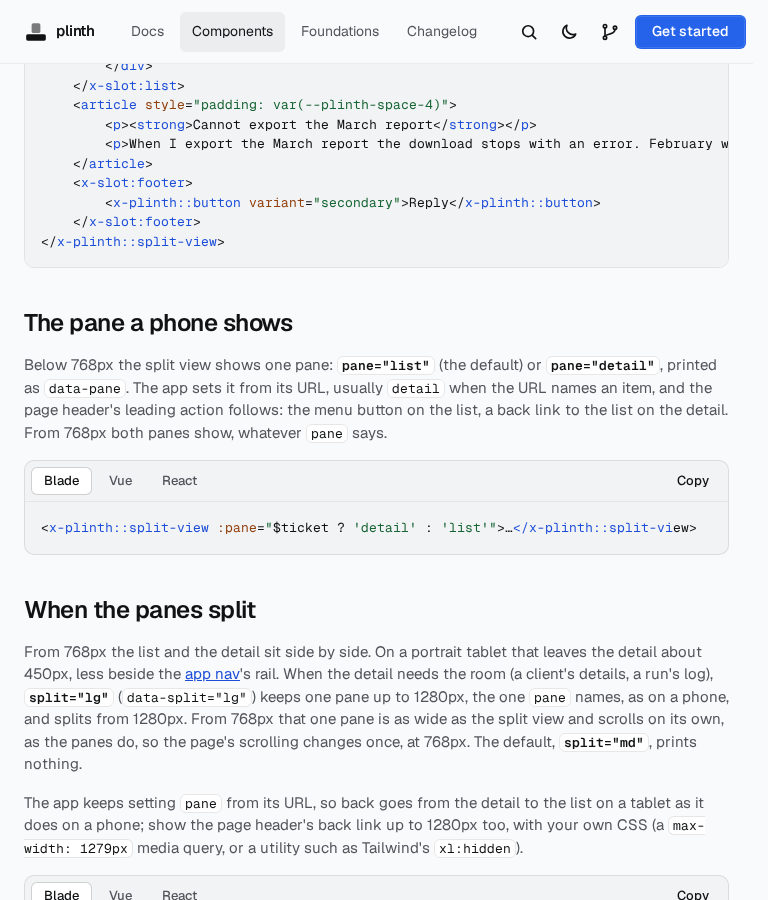 plinth Docs Components Foundations Changelog Get started
</div>
</x-slot:list>
<article style="padding: var(--plinth-space-4)">
<p><strong>Cannot export the March report</strong></p>
<p>When I export the March report the download stops with an error. February w
</article>
<x-slot:footer>
<x-plinth::button variant="secondary">Reply</x-plinth::button>
</x-slot:footer>
</x-plinth::split-view>
The pane a phone shows
Below 768px the split view shows one pane: pane="list" (the default) or pane="detail", printed
as data-pane. The app sets it from its URL, usually detail when the URL names an item, and the
page header's leading action follows: the menu button on the list, a back link to the list on the detail.
From 768px both panes show, whatever pane says.
Blade Vue React Copy
<x-plinth::split-view :pane="$ticket ? 'detail' : 'list'">…</x-plinth::split-view>
When the panes split
From 768px the list and the detail sit side by side. On a portrait tablet that leaves the detail about
450px, less beside the app nav's rail. When the detail needs the room (a client's details, a run's log),
split="lg" (data-split="lg") keeps one pane up to 1280px, the one pane names, as on a phone,
and splits from 1280px. From 768px that one pane is as wide as the split view and scrolls on its own,
as the panes do, so the page's scrolling changes once, at 768px. The default, split="md", prints
nothing.
The app keeps setting pane from its URL, so back goes from the detail to the list on a tablet as it
does on a phone; show the page header's back link up to 1280px too, with your own CSS (a max-
width: 1279px media query, or a utility such as Tailwind's xl:hidden).
Blade Vue React Copy